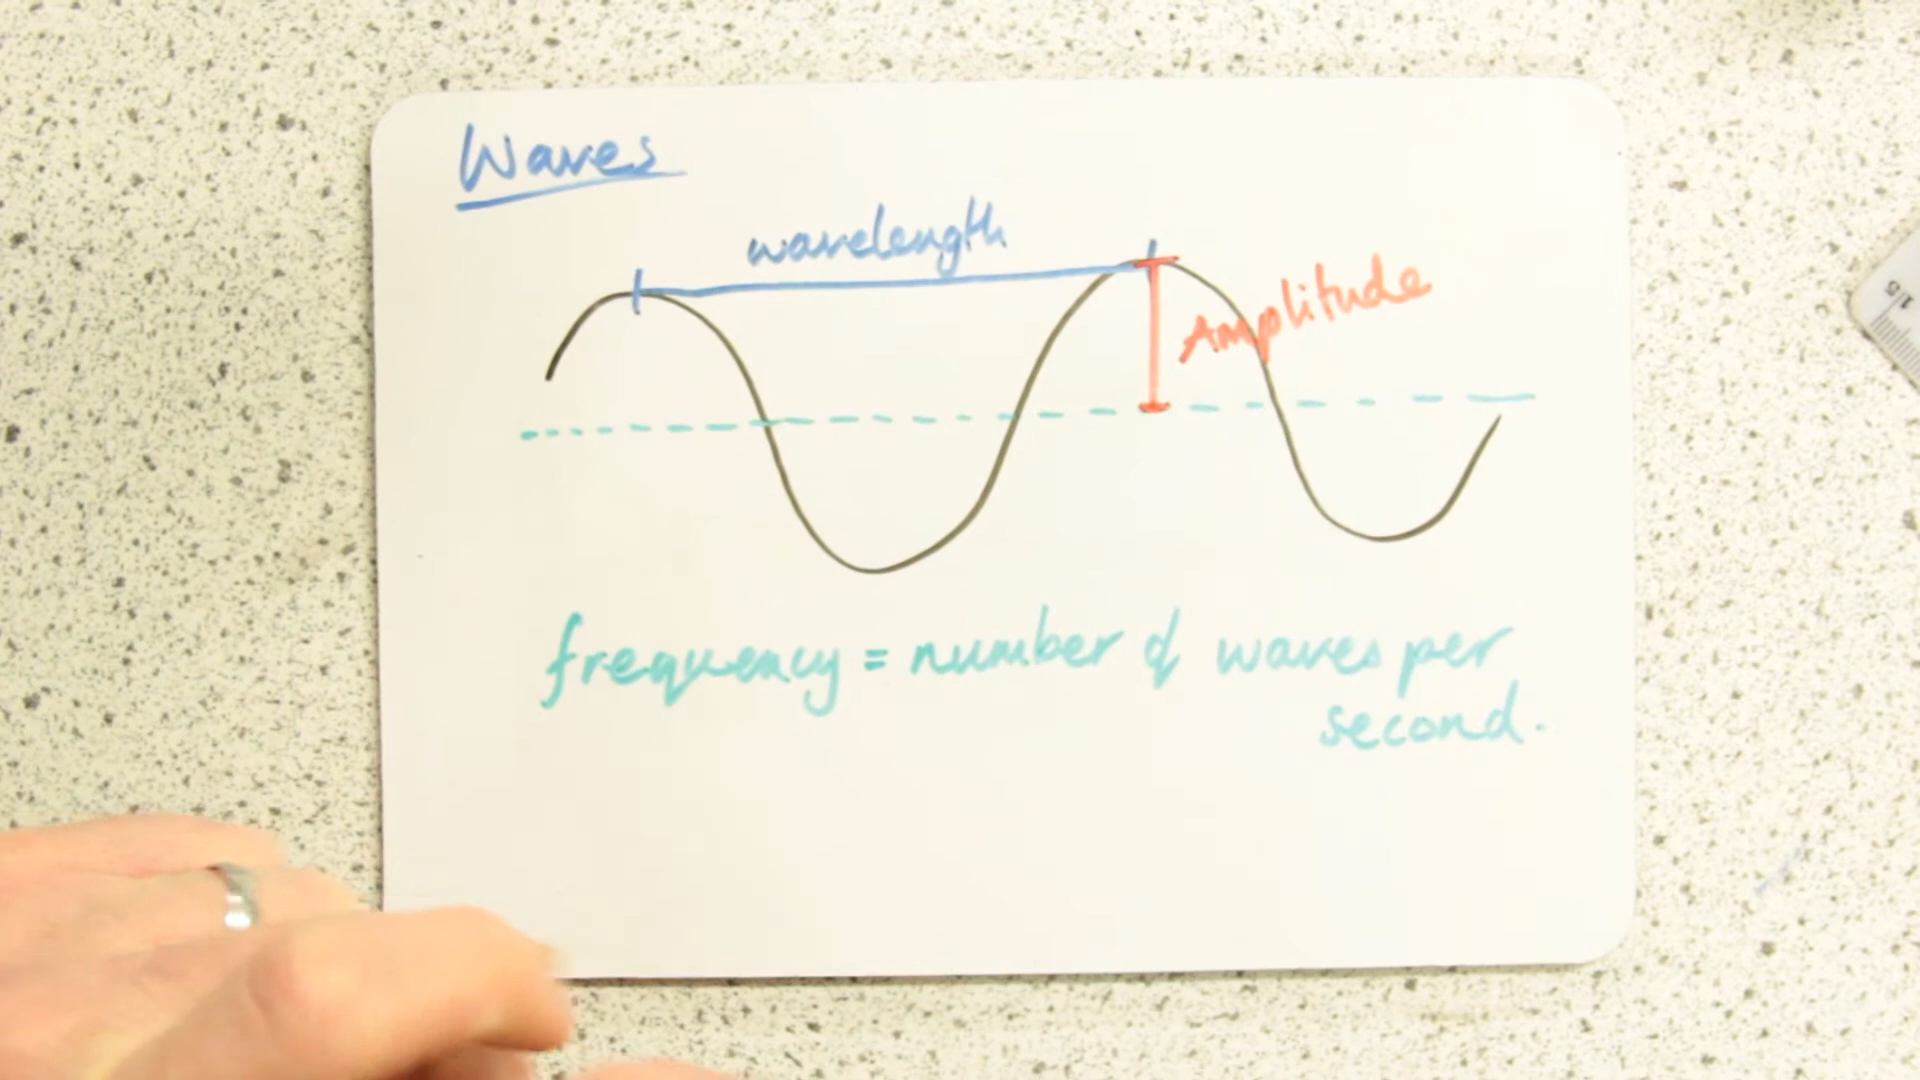 Waves
wavelength
Amplitude
frequency = number of waves per
second.